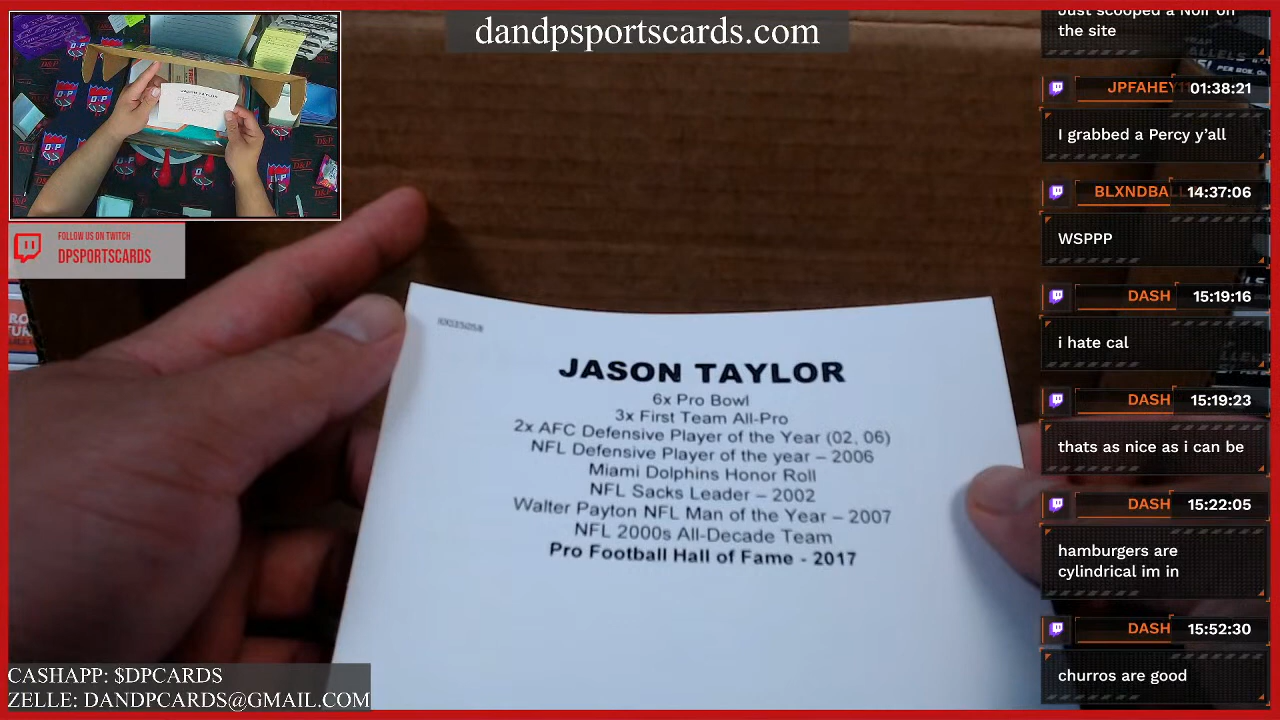 dandpsportscards.com
FOLLOW US ON TWITCH
DPSPORTSCARDS
JASON TAYLOR
6x Pro Bowl
3x First Team All-Pro
2x AFC Defensive Player of the Year (02, 06)
NFL Defensive Player of the year – 2006
Miami Dolphins Honor Roll
NFL Sacks Leader – 2002
Walter Payton NFL Man of the Year – 2007
NFL 2000s All-Decade Team
Pro Football Hall of Fame - 2017
CASHAPP: $DPCARDS
ZELLE: DANDPCARDS@GMAIL.COM
Just scooped a Noir on
the site
JPFAHEY 01:38:21
I grabbed a Percy y'all
BLXNDBA 14:37:06
WSPPP
DASH 15:19:16
i hate cal
DASH 15:19:23
thats as nice as i can be
DASH 15:22:05
hamburgers are
cylindrical im in
DASH 15:52:30
churros are good